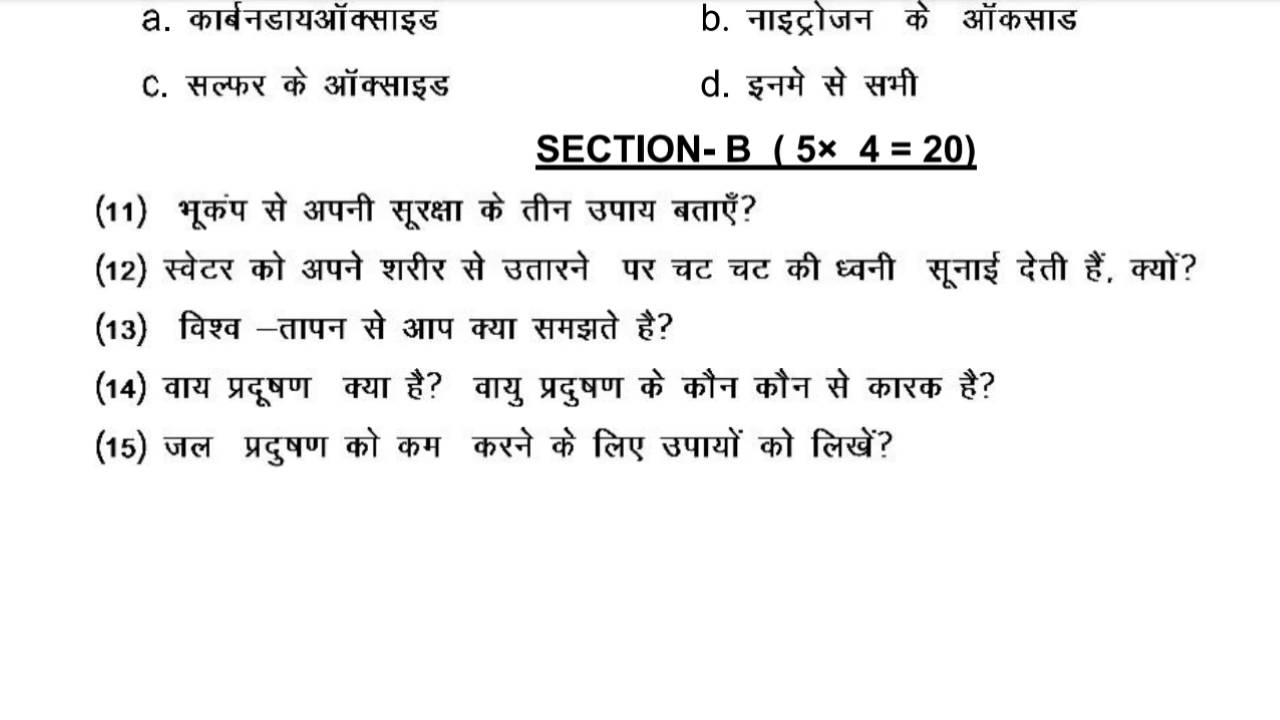 a. कार्बनडायऑक्साइड b. नाइट्रोजन के ऑकसाड
c. सल्फर के ऑक्साइड d. इनमे से सभी
SECTION- B ( 5× 4 = 20)
(11) भूकंप से अपनी सूरक्षा के तीन उपाय बताएँ?
(12) स्वेटर को अपने शरीर से उतारने पर चट चट की ध्वनी सूनाई देती हैं, क्यों?
(13) विश्व –तापन से आप क्या समझते है?
(14) वाय प्रदूषण क्या है? वायु प्रदुषण के कौन कौन से कारक है?
(15) जल प्रदुषण को कम करने के लिए उपायों को लिखें?